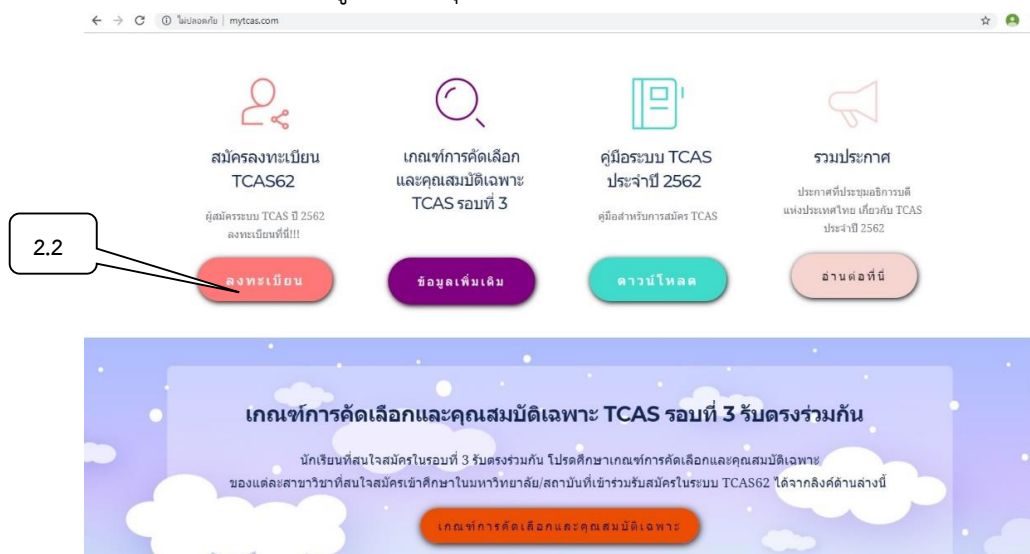 ไม่ปลอดภัย | mytcas.com
สมัครลงทะเบียน
TCAS62
ผู้สมัครระบบ TCAS ปี 2562
ลงทะเบียนที่นี่!!!
ลงทะเบียน
เกณฑ์การคัดเลือก
และคุณสมบัติเฉพาะ
TCAS รอบที่ 3
ข้อมูลเพิ่มเติม
คู่มือระบบ TCAS
ประจำปี 2562
คู่มือสำหรับการสมัคร TCAS
ดาวน์โหลด
รวมประกาศ
ประกาศที่ประชุมอธิการบดี
แห่งประเทศไทย เกี่ยวกับ TCAS
ประจำปี 2562
อ่านต่อที่นี่
2.2
เกณฑ์การคัดเลือกและคุณสมบัติเฉพาะ TCAS รอบที่ 3 รับตรงร่วมกัน
นักเรียนที่สนใจสมัครในรอบที่ 3 รับตรงร่วมกัน โปรดศึกษาเกณฑ์การคัดเลือกและคุณสมบัติเฉพาะ
ของแต่ละสาขาวิชาที่สนใจสมัครเข้าศึกษาในมหาวิทยาลัย/สถาบันที่เข้าร่วมรับสมัครในระบบ TCAS62 ได้จากลิงค์ด้านล่างนี้
เกณฑ์การคัดเลือกและคุณสมบัติเฉพาะ